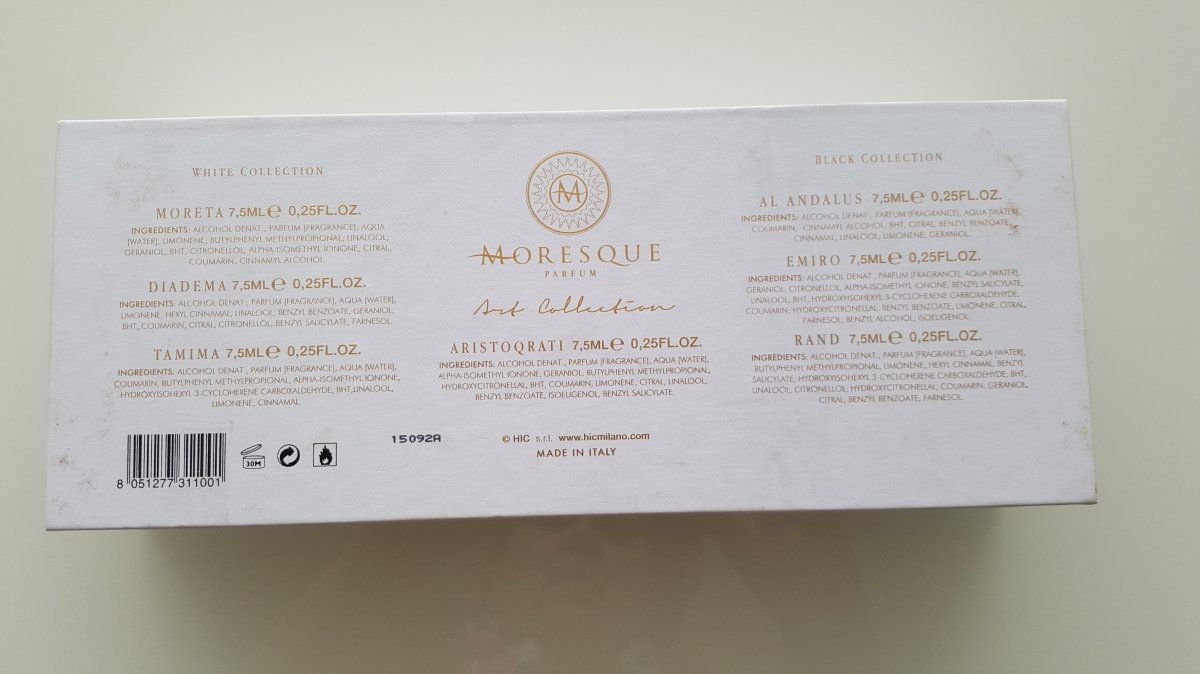 WHITE COLLECTION
MORETA 7,5ML℮ 0,25FL.OZ.
INGREDIENTS: ALCOHOL DENAT., PARFUM [FRAGRANCE], AQUA
[WATER], LIMONENE, BUTYLPHENYL METHYLPROPIONAL, LINALOOL,
GERANIOL, BHT, CITRONELLOL, ALPHA-ISOMETHYL IONONE, CITRAL,
COUMARIN, CINNAMYL ALCOHOL
DIADEMA 7,5ML℮ 0,25FL.OZ.
INGREDIENTS: ALCOHOL DENAT., PARFUM [FRAGRANCE], AQUA [WATER],
LIMONENE, HEXYL CINNAMAL, LINALOOL, BENZYL BENZOATE, GERANIOL,
BHT, COUMARIN, CITRAL, CITRONELLOL, BENZYL SALICYLATE, FARNESOL.
TAMIMA 7,5ML℮ 0,25FL.OZ.
INGREDIENTS: ALCOHOL DENAT., PARFUM [FRAGRANCE], AQUA [WATER],
COUMARIN, BUTYLPHENYL METHYLPROPIONAL, ALPHA-ISOMETHYL IONONE,
HYDROXYISOHEXYL 3-CYCLOHEXENE CARBOXALDEHYDE, BHT, LINALOOL,
LIMONENE, CINNAMAL
8 051277 311001
30M
M
MORESQUE
PARFUM
Art Collection
ARISTOQRATI 7,5ML℮ 0,25FL.OZ.
INGREDIENTS: ALCOHOL DENAT., PARFUM [FRAGRANCE], AQUA [WATER],
ALPHA-ISOMETHYL IONONE, GERANIOL, BUTYLPHENYL METHYLPROPIONAL,
HYDROXYCITRONELLAL, BHT, COUMARIN, LIMONENE, CITRAL, LINALOOL,
BENZYL BENZOATE, ISOEUGENOL, BENZYL SALICYLATE.
15092A
© HIC s.r.l. www.hicmilano.com
MADE IN ITALY
BLACK COLLECTION
AL ANDALUS 7,5ML℮ 0,25FL.OZ.
INGREDIENTS: ALCOHOL DENAT., PARFUM [FRAGRANCE], AQUA [WATER],
COUMARIN, CINNAMYL ALCOHOL, BHT, CITRAL, BENZYL BENZOATE,
CINNAMAL, LINALOOL, LIMONENE, GERANIOL
EMIRO 7,5ML℮ 0,25FL.OZ.
INGREDIENTS: ALCOHOL DENAT., PARFUM [FRAGRANCE], AQUA [WATER],
GERANIOL, CITRONELLOL, ALPHA-ISOMETHYL IONONE, BENZYL SALICYLATE,
LINALOOL, BHT, HYDROXYISOHEXYL 3-CYCLOHEXENE CARBOXALDEHYDE,
COUMARIN, HYDROXYCITRONELLAL, BENZYL BENZOATE, LIMONENE, CITRAL,
FARNESOL, BENZYL ALCOHOL, ISOEUGENOL
RAND 7,5ML℮ 0,25FL.OZ.
INGREDIENTS: ALCOHOL DENAT., PARFUM [FRAGRANCE], AQUA [WATER],
BUTYLPHENYL METHYLPROPIONAL, LIMONENE, HEXYL CINNAMAL, BENZYL
SALICYLATE, HYDROXYISOHEXYL 3-CYCLOHEXENE CARBOXALDEHYDE, BHT,
LINALOOL, CITRONELLOL, HYDROXYCITRONELLAL, COUMARIN, GERANIOL,
CITRAL, BENZYL BENZOATE, FARNESOL